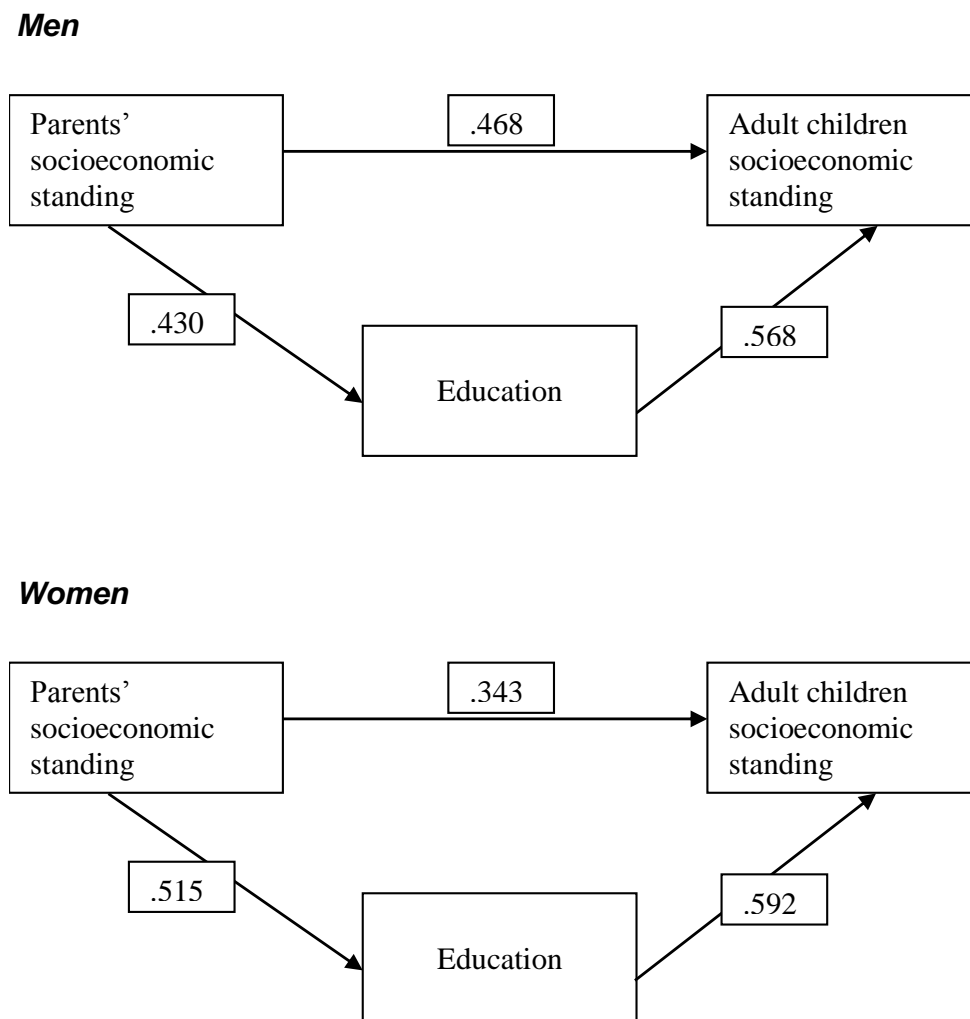 Men
Parents’
socioeconomic
standing
.468
Adult children
socioeconomic
standing
.430
Education
.568
Women
Parents’
socioeconomic
standing
.343
Adult children
socioeconomic
standing
.515
Education
.592